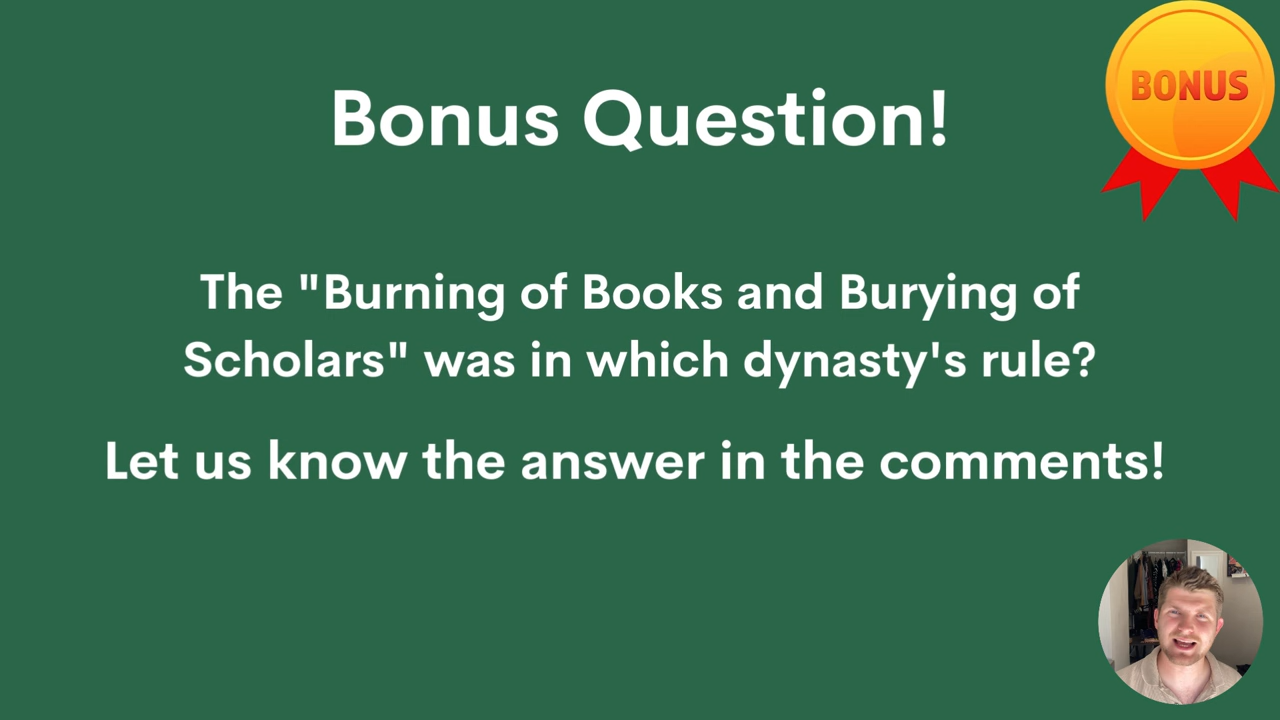 BONUS
Bonus Question!
The "Burning of Books and Burying of
Scholars" was in which dynasty's rule?
Let us know the answer in the comments!